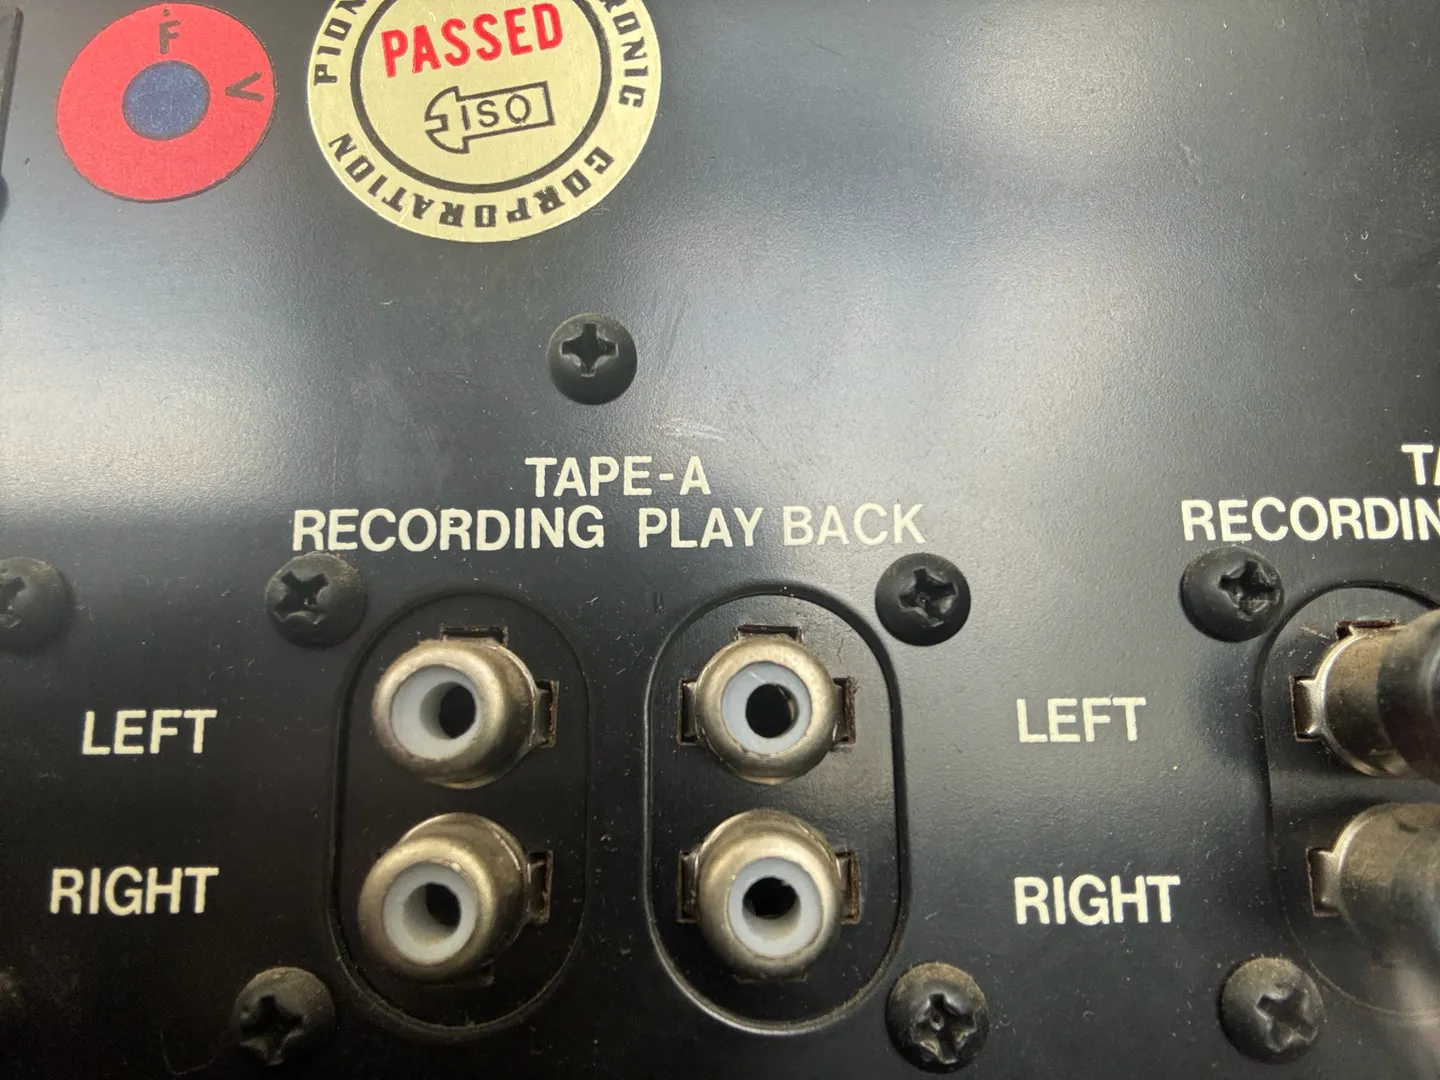 F
V
PASSED
ISO
CORPORATION
TAPE-A
RECORDING PLAY BACK
RECORDIN
LEFT
LEFT
RIGHT
RIGHT